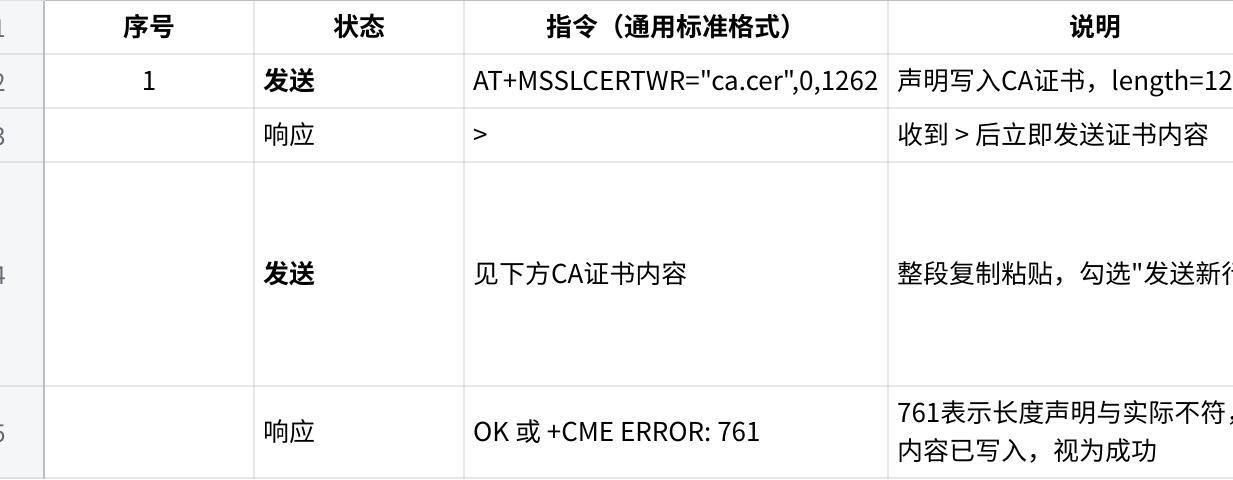 序号 状态 指令（通用标准格式） 说明
1 发送 AT+MSSLCERTWR="ca.cer",0,1262 声明写入CA证书，length=12
响应 > 收到 > 后立即发送证书内容
发送 见下方CA证书内容 整段复制粘贴，勾选"发送新行
响应 OK 或 +CME ERROR: 761 761表示长度声明与实际不符，
内容已写入，视为成功